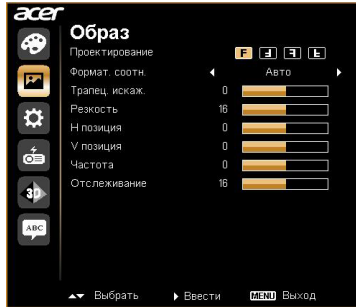 acer
Образ
Проектирование F F F F
Формат. соотн. Авто
Трапец. искаж. 0
Резкость 16
Н позиция 0
V позиция 0
Частота 0
Отслеживание 16
3D
ABC
Выбрать Ввести MENU Выход